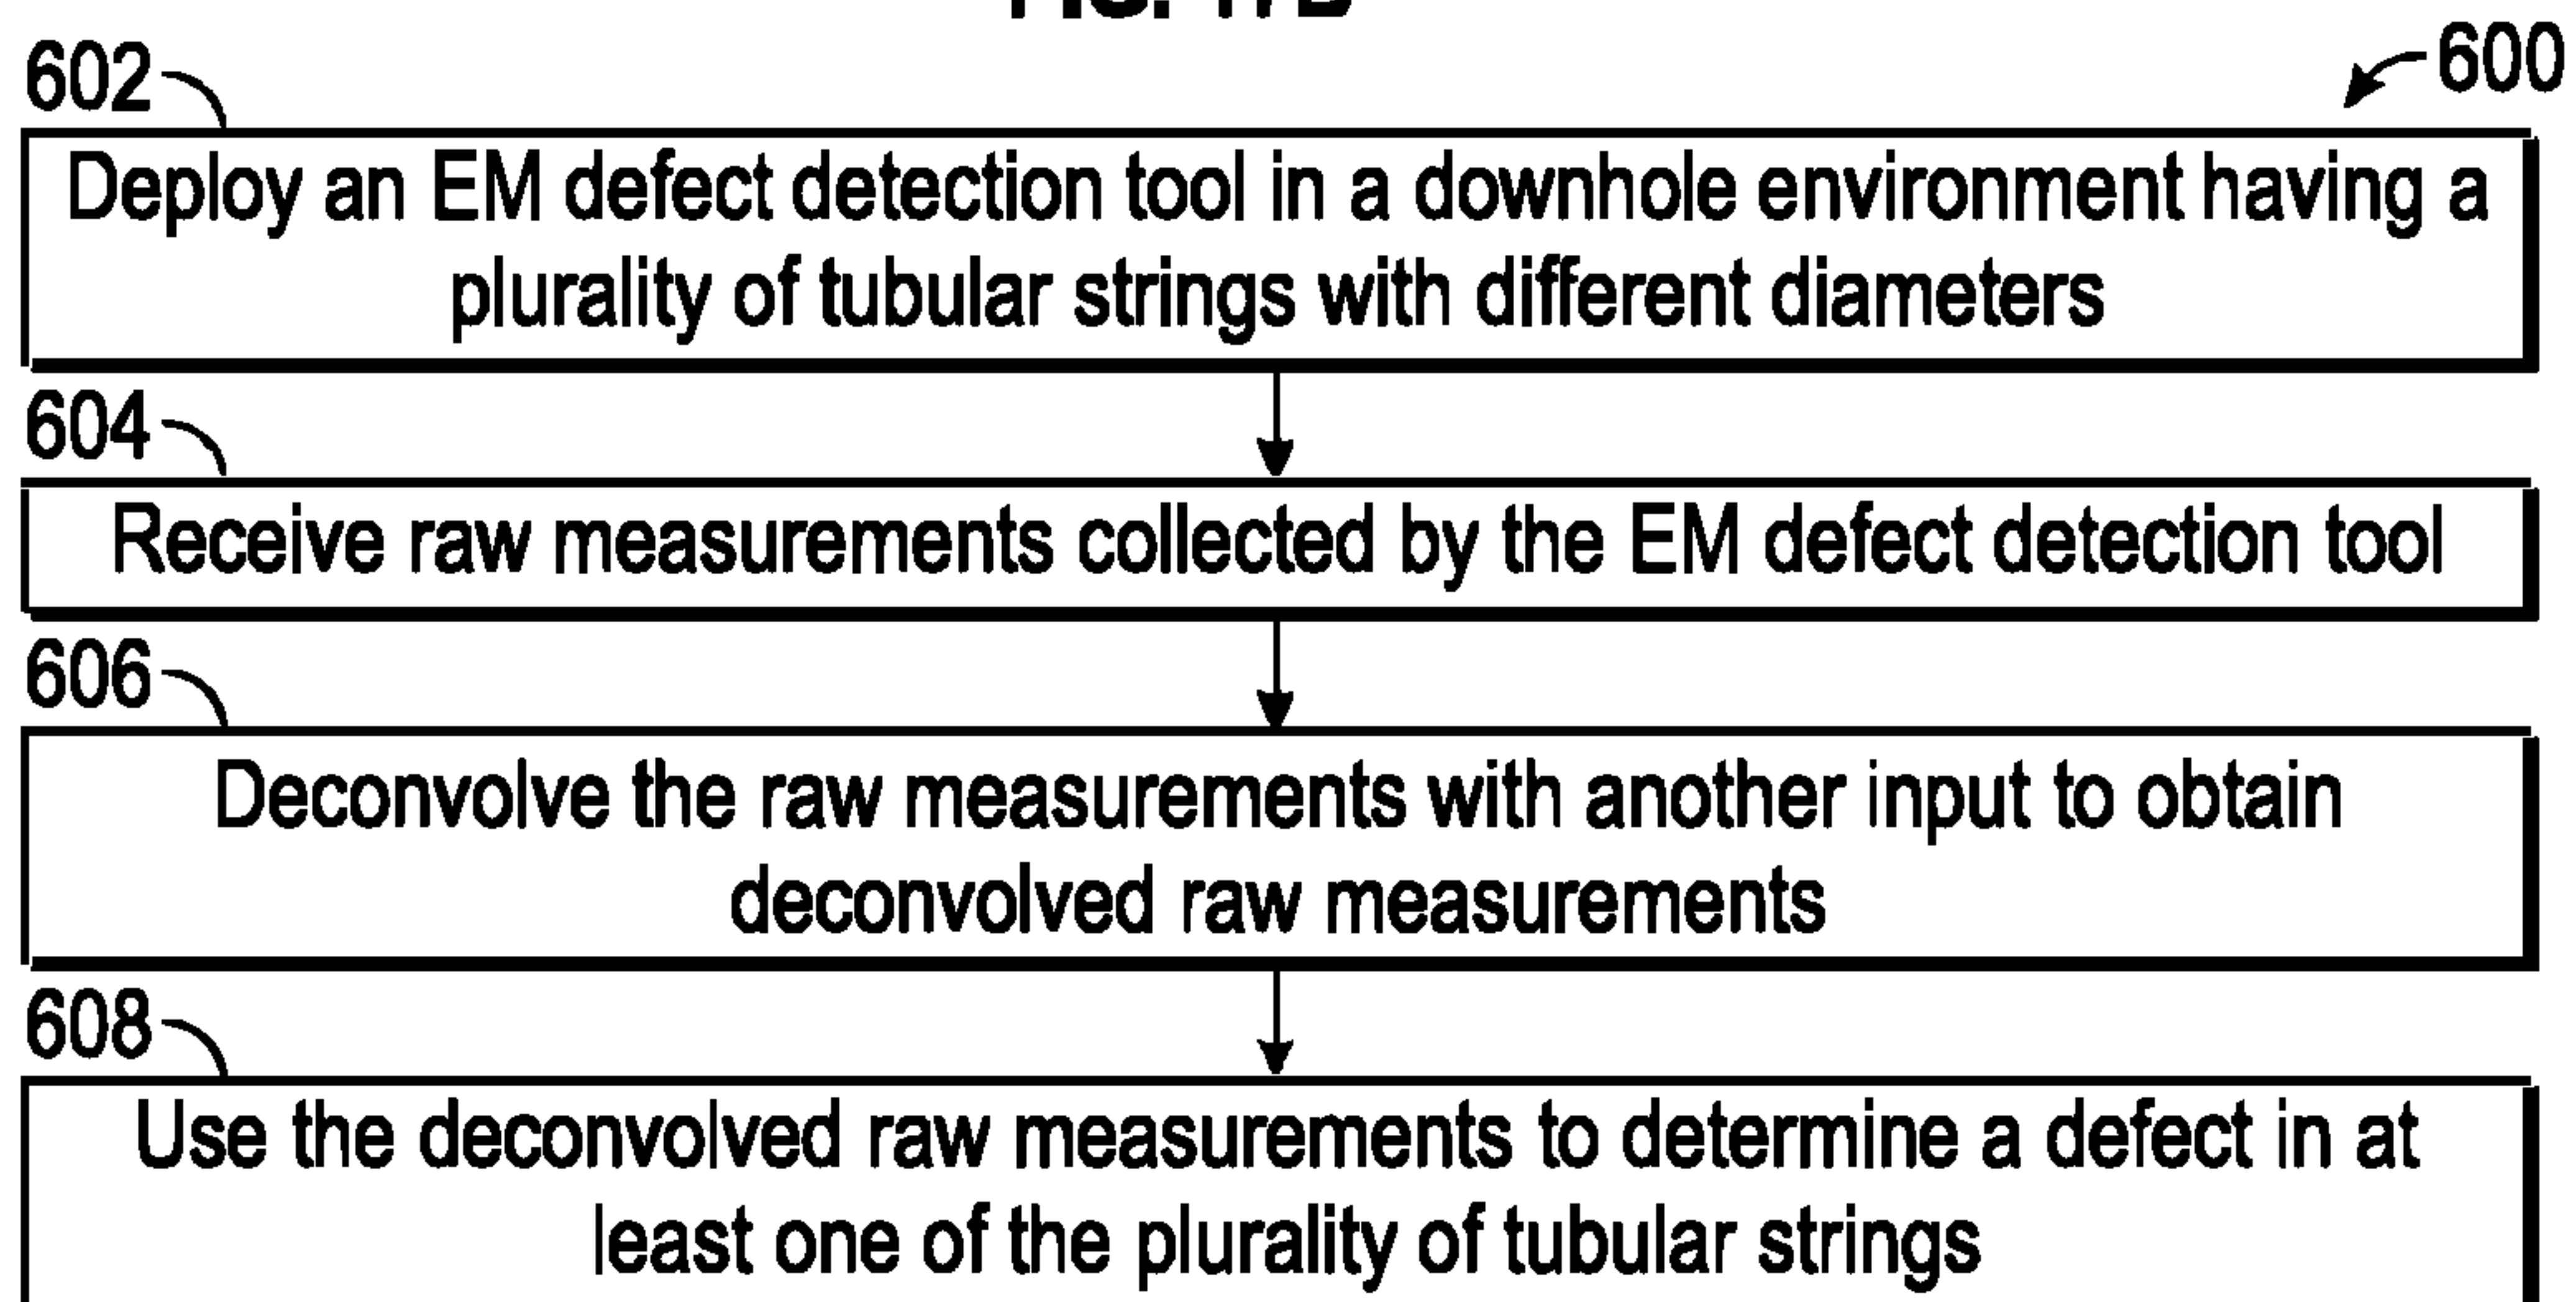 602
600
Deploy an EM defect detection tool in a downhole environment having a
plurality of tubular strings with different diameters
604
Receive raw measurements collected by the EM defect detection tool
606
Deconvolve the raw measurements with another input to obtain
deconvolved raw measurements
608
Use the deconvolved raw measurements to determine a defect in at
least one of the plurality of tubular strings